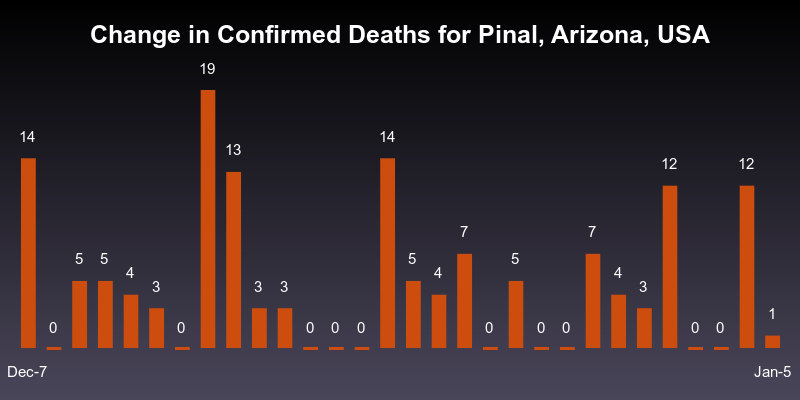 Change in Confirmed Deaths for Pinal, Arizona, USA
19
14 14
13
12 12
7 7
5 5 5 5
4 4 4
3 3 3 3
1
0 0 0 0 0 0 0 0 0 0
Dec-7 Jan-5